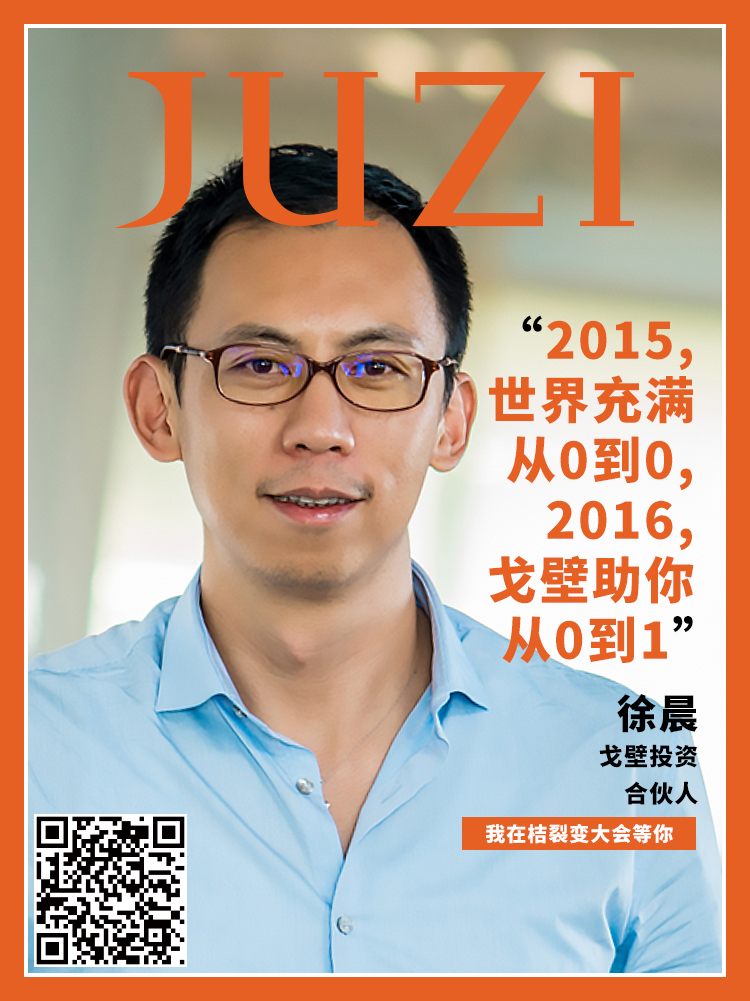 JUZI
“2015,
世界充满
从0到0,
2016,
戈壁助你
从0到1”
徐晨
戈壁投资
合伙人
我在桔裂变大会等你